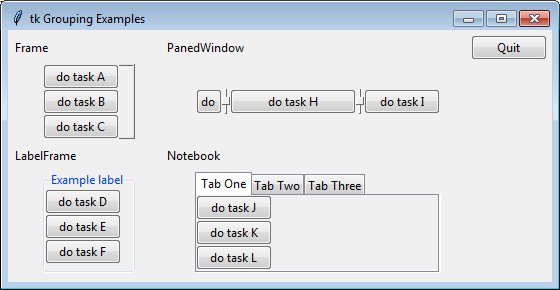 tk Grouping Examples
Frame
PanedWindow
Quit
do task A
do task B
do task C
do
do task H
do task I
LabelFrame
Notebook
Example label
do task D
do task E
do task F
Tab One
Tab Two
Tab Three
do task J
do task K
do task L